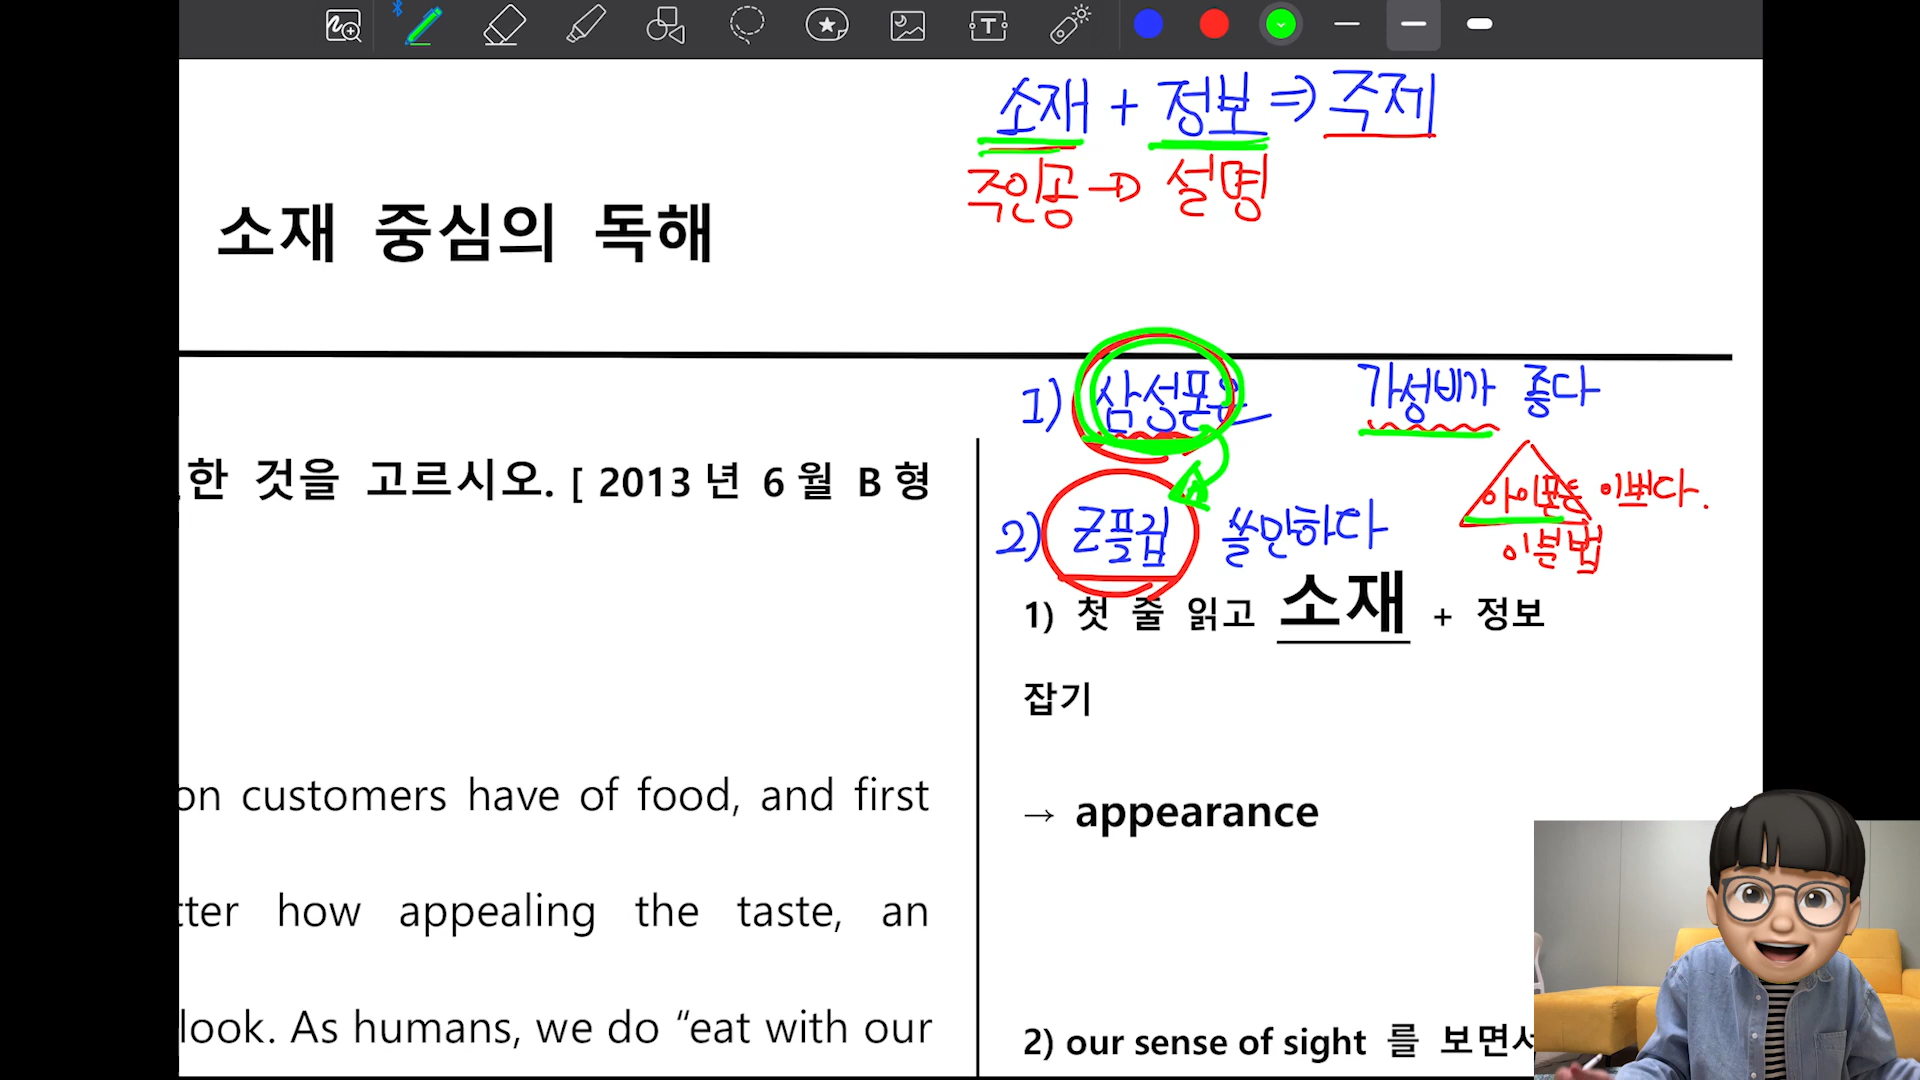 소재 + 정보 ⇒ 주제
주인공 → 설명
소재 중심의 독해
1) 삼성폰은 가성비가 좋다
아이폰은 이쁘다.
이분법
2) Z플립 쓸만하다
한 것을 고르시오. [ 2013 년 6 월 B 형
1) 첫 줄 읽고 소재 + 정보
잡기
on customers have of food, and first
→ appearance
tter how appealing the taste, an
look. As humans, we do “eat with our
2) our sense of sight 를 보면서